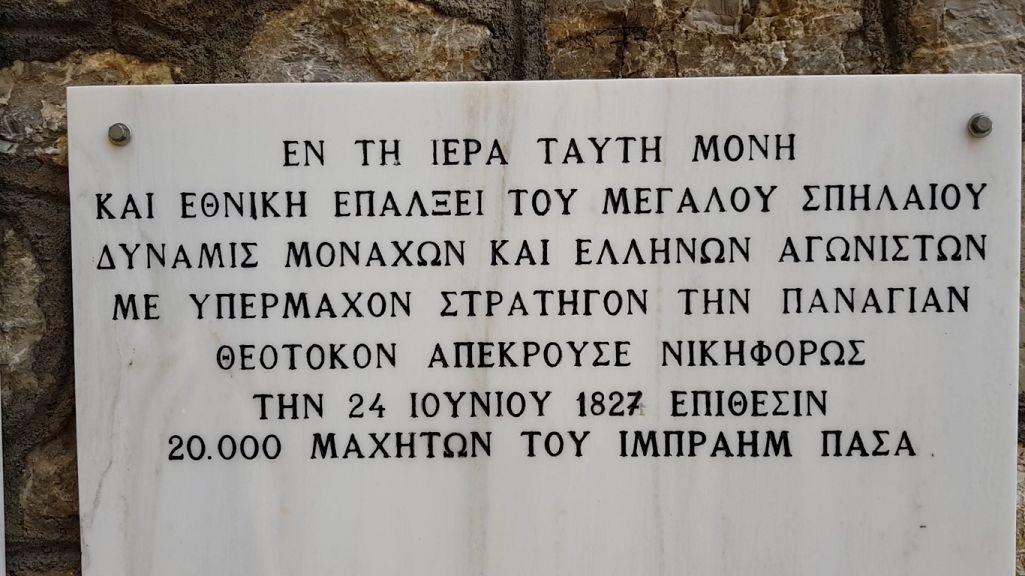 ΕΝ ΤΗ ΙΕΡΑ ΤΑΥΤΗ ΜΟΝΗ
ΚΑΙ ΕΘΝΙΚΗ ΕΠΑΛΞΕΙ ΤΟΥ ΜΕΓΑΛΟΥ ΣΠΗΛΑΙΟΥ
ΔΥΝΑΜΙΣ ΜΟΝΑΧΩΝ ΚΑΙ ΕΛΛΗΝΩΝ ΑΓΩΝΙΣΤΩΝ
ΜΕ ΥΠΕΡΜΑΧΟΝ ΣΤΡΑΤΗΓΟΝ ΤΗΝ ΠΑΝΑΓΙΑΝ
ΘΕΟΤΟΚΟΝ ΑΠΕΚΡΟΥΣΕ ΝΙΚΗΦΟΡΩΣ
ΤΗΝ 24 ΙΟΥΝΙΟΥ 1827 ΕΠΙΘΕΣΙΝ
20.000 ΜΑΧΗΤΩΝ ΤΟΥ ΙΜΠΡΑΗΜ ΠΑΣΑ.